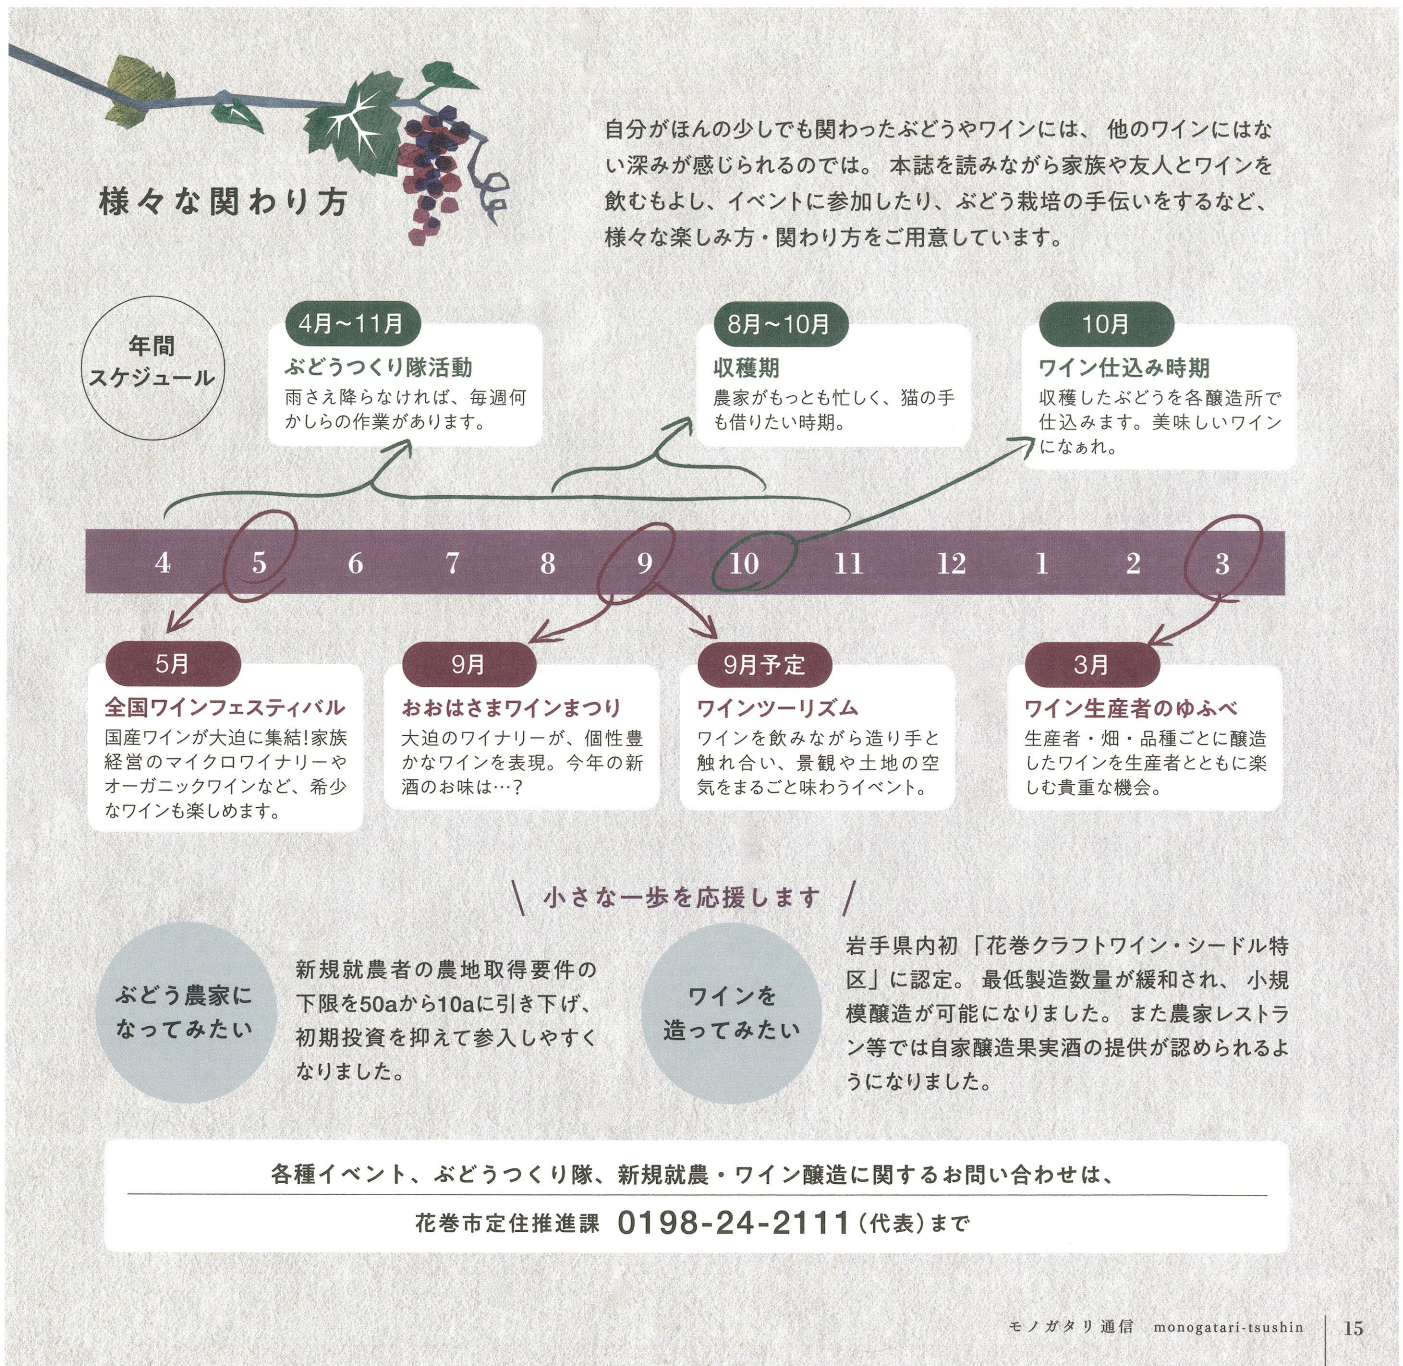 様々な関わり方
自分がほんの少しでも関わったぶどうやワインには、他のワインにはな
い深みが感じられるのでは。本誌を読みながら家族や友人とワインを
飲むもよし、イベントに参加したり、ぶどう栽培の手伝いをするなど、
様々な楽しみ方・関わり方をご用意しています。
年間
スケジュール
4月～11月
ぶどうつくり隊活動
雨さえ降らなければ、毎週何
かしらの作業があります。
8月～10月
収穫期
農家がもっとも忙しく、猫の手
も借りたい時期。
10月
ワイン仕込み時期
収穫したぶどうを各醸造所で
仕込みます。美味しいワイン
になぁれ。
4 5 6 7 8 9 10 11 12 1 2 3
5月
全国ワインフェスティバル
国産ワインが大迫に集結!家族
経営のマイクロワイナリーや
オーガニックワインなど、希少
なワインも楽しめます。
9月
おおはさまワインまつり
大迫のワイナリーが、個性豊
かなワインを表現。今年の新
酒のお味は…?
9月予定
ワインツーリズム
ワインを飲みながら造り手と
触れ合い、景観や土地の空
気をまるごと味わうイベント。
3月
ワイン生産者のゆふべ
生産者・畑・品種ごとに醸造
したワインを生産者とともに楽
しむ貴重な機会。
小さな一歩を応援します
ぶどう農家に
なってみたい
新規就農者の農地取得要件の
下限を50aから10aに引き下げ、
初期投資を抑えて参入しやすく
なりました。
ワインを
造ってみたい
岩手県内初「花巻クラフトワイン・シードル特
区」に認定。最低製造数量が緩和され、小規
模醸造が可能になりました。また農家レストラ
ン等では自家醸造果実酒の提供が認められるよ
うになりました。
各種イベント、ぶどうつくり隊、新規就農・ワイン醸造に関するお問い合わせは、
花巻市定住推進課 0198-24-2111(代表)まで
モノガタリ通信 monogatari-tsushin 15